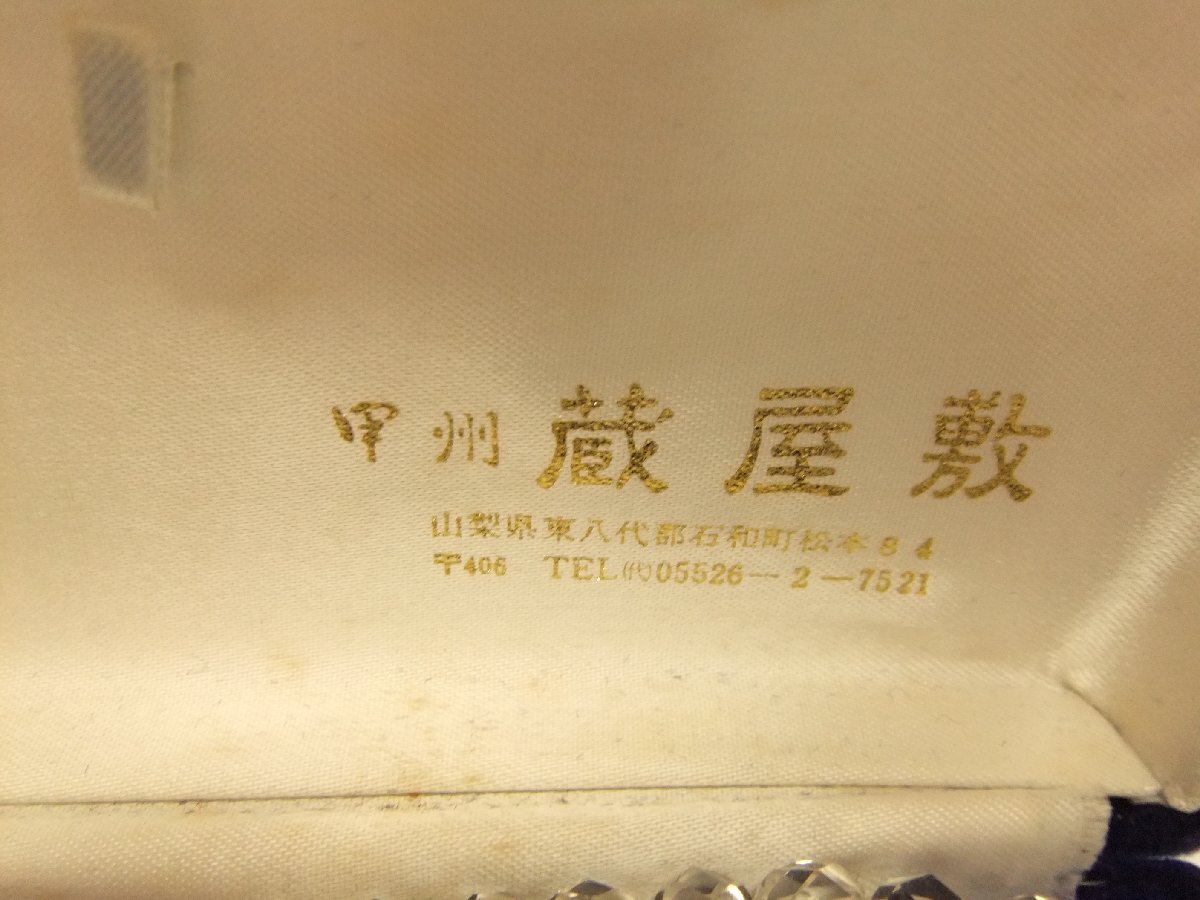 甲州 蔵屋敷
山梨県東八代郡石和町松本84
〒406 TEL(代)05526-2-7521